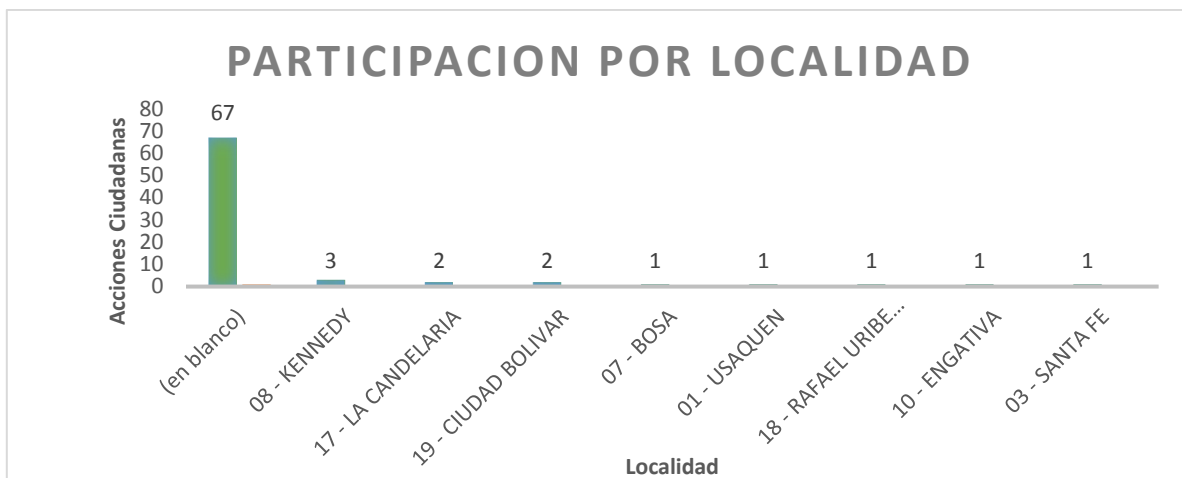 PARTICIPACION POR LOCALIDAD
Acciones Ciudadanas
80
70
60
50
40
30
20
10
0
67
3
2
2
1
1
1
1
1
(en blanco)
08 - KENNEDY
17 - LA CANDELARIA
19 - CIUDAD BOLIVAR
07 - BOSA
01 - USAQUEN
18 - RAFAEL URIBE...
10 - ENGATIVA
03 - SANTA FE
Localidad